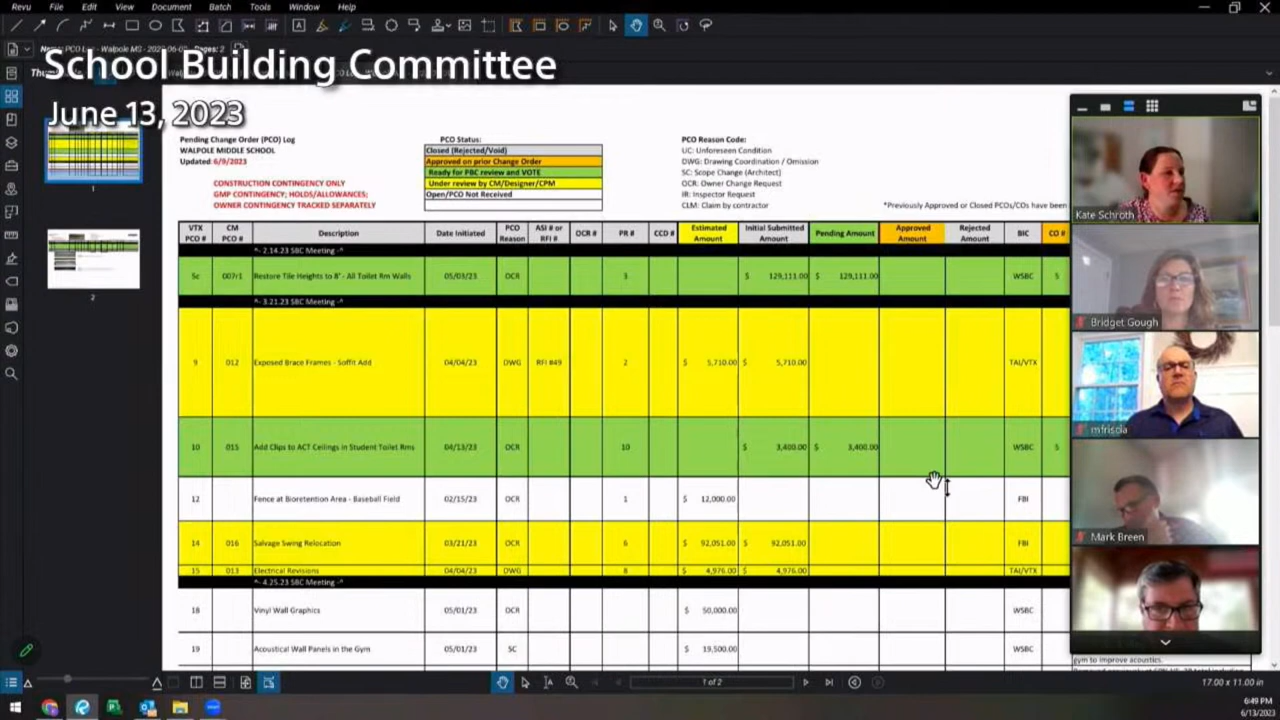 Revu File Edit View Document Batch Tools Window Help
School Building Committee
June 13, 2023
Pending Change Order (PCO) Log
WALPOLE MIDDLE SCHOOL
Updated 6/9/2023
CONSTRUCTION CONTINGENCY ONLY
GMP CONTINGENCY; HOLDS/ALLOWANCES;
OWNER CONTINGENCY TRACKED SEPARATELY
PCO Status:
Closed (Rejected/Void)
Approved on prior Change Order
Ready for PBC review and VOTE
Under review by CM/Designer/CPM
Open/PCO Not Received
PCO Reason Code:
UC: Unforeseen Condition
DWG: Drawing Coordination / Omission
SC: Scope Change (Architect)
OCR: Owner Change Request
IR: Inspector Request
CLM: Claim by contractor
*Previously Approved or Closed PCOs/COs have been
VTX PCO # CM PCO # Description Date Initiated PCO Reason ASI # or RFI # OCR # PR # CCD # Estimated Amount Initial Submitted Amount Pending Amount Approved Amount Rejected Amount BIC CO #
^- 2.14.23 SBC Meeting -^
5c 007r1 Restore Tile Heights to 8' - All Toilet Rm Walls 05/03/23 OCR 3 $ 129,111.00 $ 129,111.00 WSBC 5
^- 3.21.23 SBC Meeting -^
9 012 Exposed Brace Frames - Soffit Add 04/04/23 DWG RFI #49 2 $ 5,710.00 $ 5,710.00 TAI/VTX
10 015 Add Clips to ACT Ceilings in Student Toilet Rms 04/13/23 OCR 10 $ 3,400.00 $ 3,400.00 WSBC 5
12 Fence at Bioretention Area - Baseball Field 02/15/23 OCR 1 $ 12,000.00 FBI
14 016 Salvage Swing Relocation 03/21/23 OCR 6 $ 92,051.00 $ 92,051.00 FBI
15 013 Electrical Revisions 04/04/23 DWG 8 $ 4,976.00 $ 4,976.00 TAI/VTX
^- 4.25.23 SBC Meeting -^
18 Vinyl Wall Graphics 05/01/23 OCR $ 50,000.00 WSBC
19 Acoustical Wall Panels in the Gym 05/01/23 SC $ 19,500.00 WSBC
gym to improve acoustics.
Kate Schroth
Bridget Gough
mfriscia
Mark Breen
1
2
1 of 2
17.00 x 11.00 in
6:49 PM
6/13/2023